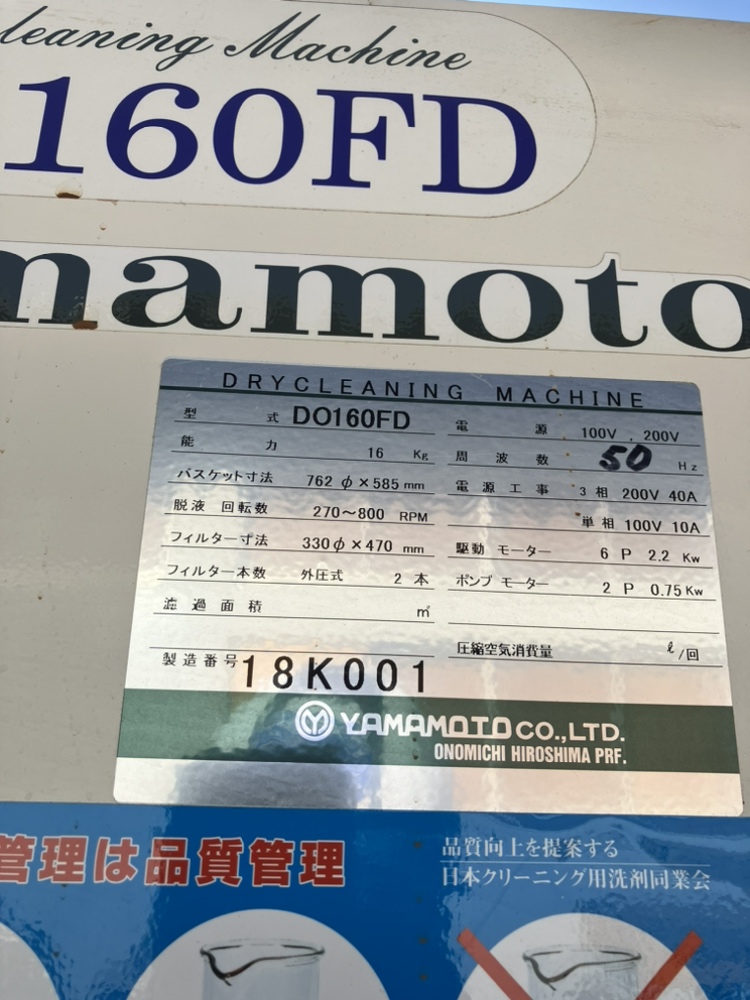 leaning Machine
160FD
mamoto
DRYCLEANING MACHINE
型式 DO160FD
能力 16 Kg
バスケット寸法 762φ×585mm
脱液 回転数 270～800 RPM
フィルター寸法 330φ×470 mm
フィルター本数 外圧式 2本
濾過面積 ㎡
製造番号 18K001
電源 100V , 200V
周波数 50 Hz
電源工事 3相 200V 40A
単相 100V 10A
駆動 モーター 6 P 2.2 Kw
ポンプ モーター 2 P 0.75Kw
圧縮空気消費量 ℓ/回
YAMAMOTO CO.,LTD.
ONOMICHI HIROSHIMA PRF.
管理は品質管理
品質向上を提案する
日本クリーニング用洗剤同業会